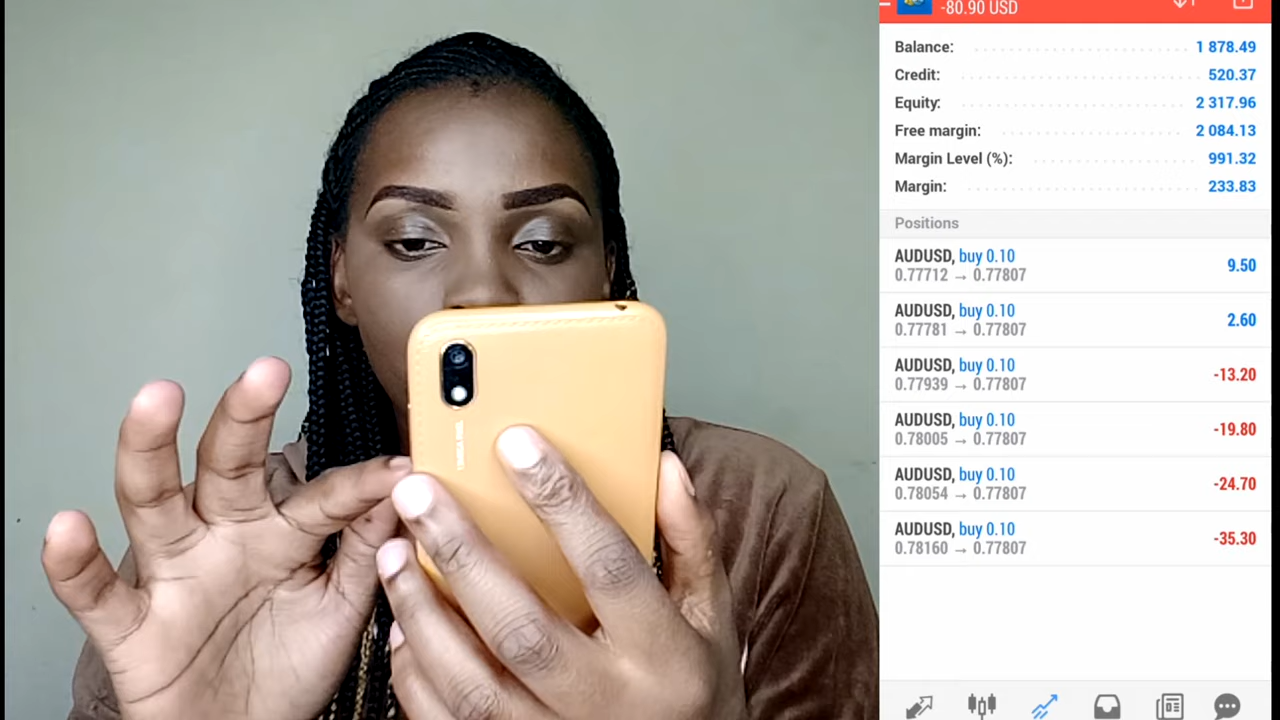 -80.90 USD
Balance: 1 878.49
Credit: 520.37
Equity: 2 317.96
Free margin: 2 084.13
Margin Level (%): 991.32
Margin: 233.83
Positions
AUDUSD, buy 0.10
0.77712 → 0.77807 9.50
AUDUSD, buy 0.10
0.77781 → 0.77807 2.60
AUDUSD, buy 0.10
0.77939 → 0.77807 -13.20
AUDUSD, buy 0.10
0.78005 → 0.77807 -19.80
AUDUSD, buy 0.10
0.78054 → 0.77807 -24.70
AUDUSD, buy 0.10
0.78160 → 0.77807 -35.30